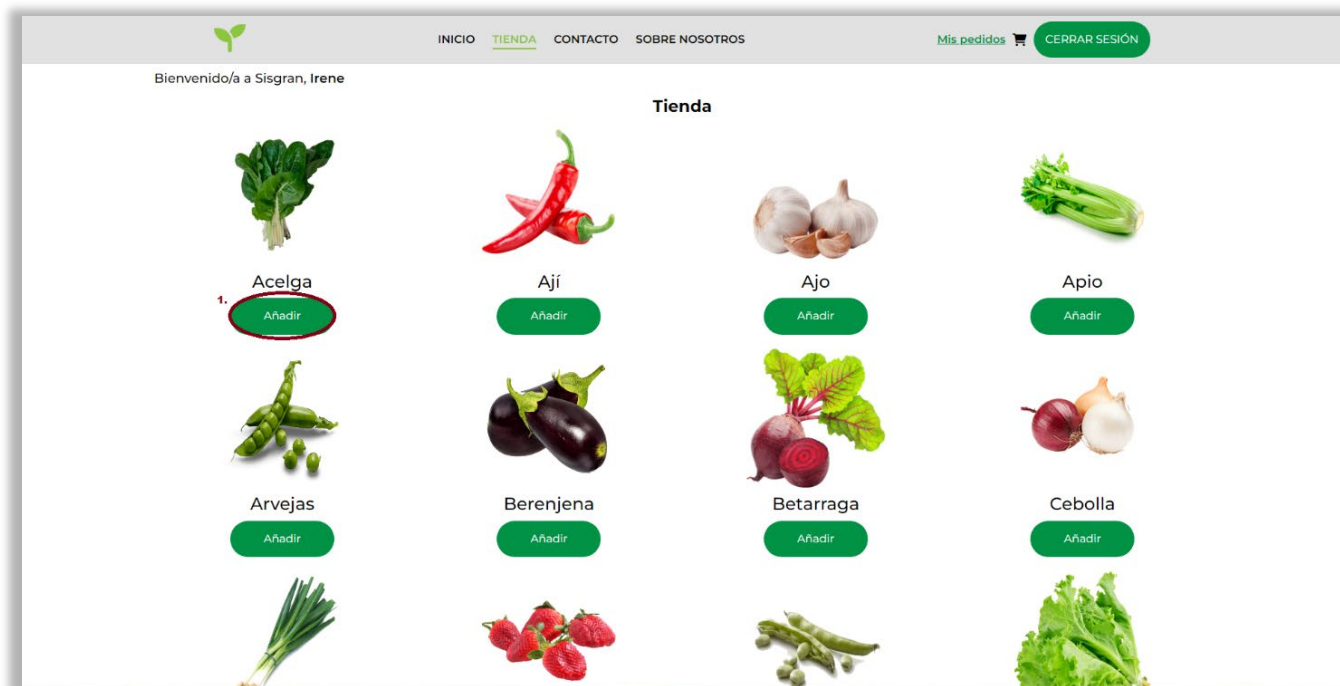 INICIO TIENDA CONTACTO SOBRE NOSOTROS Mis pedidos CERRAR SESIÓN
Bienvenido/a a Sisgran, Irene
Tienda
Acelga Ají Ajo Apio
1.
Añadir Añadir Añadir Añadir
Arvejas Berenjena Betarraga Cebolla
Añadir Añadir Añadir Añadir